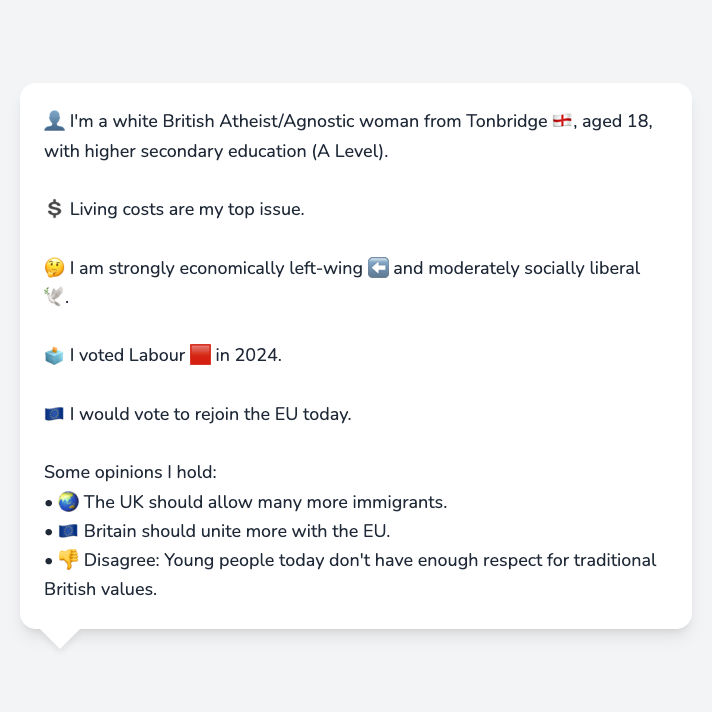 👤 I'm a white British Atheist/Agnostic woman from Tonbridge 🏴󠁧󠁢󠁥󠁮󠁧󠁿, aged 18,
with higher secondary education (A Level).
💲 Living costs are my top issue.
🤔 I am strongly economically left-wing ⬅️ and moderately socially liberal
🕊️.
🗳️ I voted Labour 🟥 in 2024.
🇪🇺 I would vote to rejoin the EU today.
Some opinions I hold:
• 🌏 The UK should allow many more immigrants.
• 🇪🇺 Britain should unite more with the EU.
• 👎 Disagree: Young people today don't have enough respect for traditional
British values.